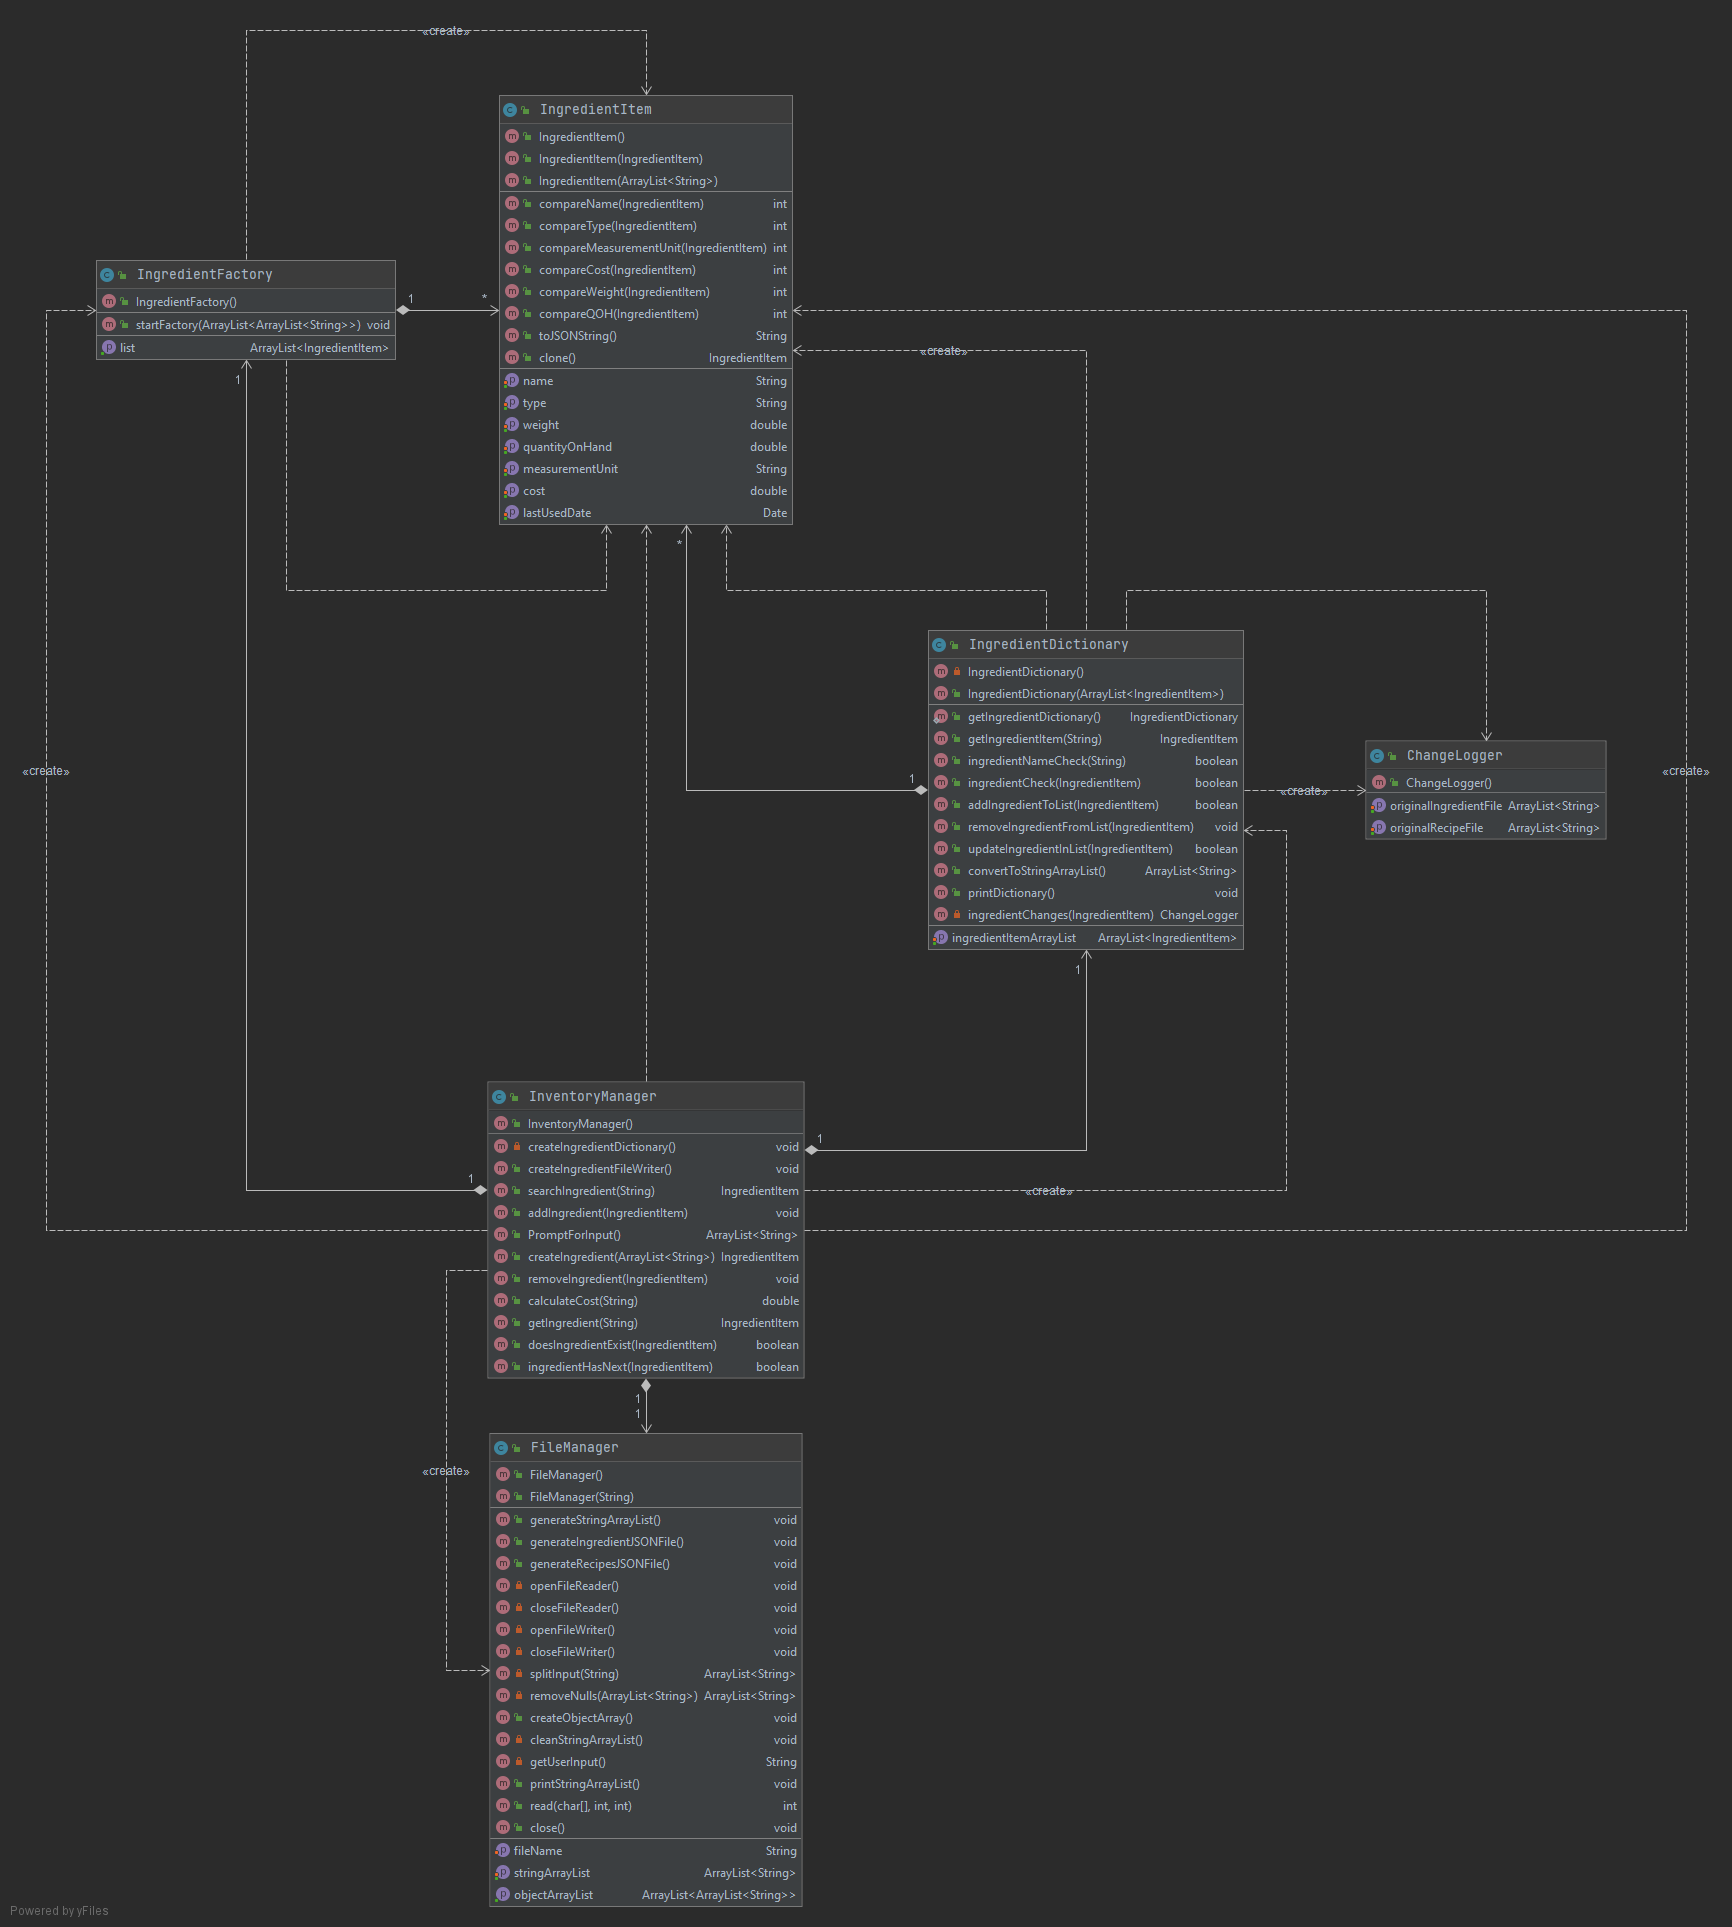 «create»
IngredientItem
IngredientItem()
IngredientItem(IngredientItem)
IngredientItem(ArrayList<String>)
compareName(IngredientItem) int
compareType(IngredientItem) int
compareMeasurementUnit(IngredientItem) int
compareCost(IngredientItem) int
compareWeight(IngredientItem) int
compareQOH(IngredientItem) int
toJSONString() String
clone() IngredientItem
name String
type String
weight double
quantityOnHand double
measurementUnit String
cost double
lastUsedDate Date
IngredientFactory
IngredientFactory()
startFactory(ArrayList<ArrayList<String>>) void
list ArrayList<IngredientItem>
1
*
1
«create»
*
IngredientDictionary
IngredientDictionary()
IngredientDictionary(ArrayList<IngredientItem>)
getIngredientDictionary() IngredientDictionary
getIngredientItem(String) IngredientItem
ingredientNameCheck(String) boolean
ingredientCheck(IngredientItem) boolean
addIngredientToList(IngredientItem) boolean
removeIngredientFromList(IngredientItem) void
updateIngredientInList(IngredientItem) boolean
convertToStringArrayList() ArrayList<String>
printDictionary() void
ingredientChanges(IngredientItem) ChangeLogger
ingredientItemArrayList ArrayList<IngredientItem>
1
1
«create»
ChangeLogger
ChangeLogger()
originalIngredientFile ArrayList<String>
originalRecipeFile ArrayList<String>
«create»
«create»
InventoryManager
InventoryManager()
createIngredientDictionary() void
createIngredientFileWriter() void
searchIngredient(String) IngredientItem
addIngredient(IngredientItem) void
PromptForInput() ArrayList<String>
createIngredient(ArrayList<String>) IngredientItem
removeIngredient(IngredientItem) void
calculateCost(String) double
getIngredient(String) IngredientItem
doesIngredientExist(IngredientItem) boolean
ingredientHasNext(IngredientItem) boolean
1
1
«create»
1
1
«create»
FileManager
FileManager()
FileManager(String)
generateStringArrayList() void
generateIngredientJSONFile() void
generateRecipesJSONFile() void
openFileReader() void
closeFileReader() void
openFileWriter() void
closeFileWriter() void
splitInput(String) ArrayList<String>
removeNulls(ArrayList<String>) ArrayList<String>
createObjectArray() void
cleanStringArrayList() void
getUserInput() String
printStringArrayList() void
read(char[], int, int) int
close() void
fileName String
stringArrayList ArrayList<String>
objectArrayList ArrayList<ArrayList<String>>
Powered by yFiles